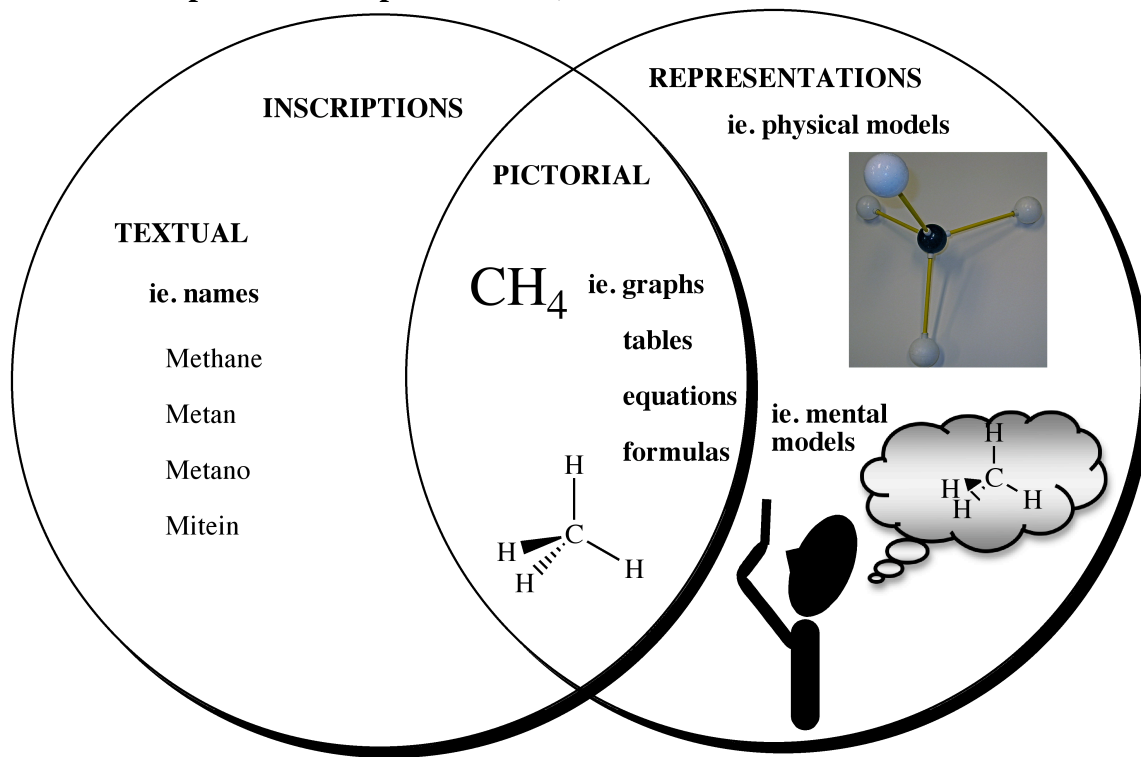 INSCRIPTIONS
REPRESENTATIONS
ie. physical models
PICTORIAL
TEXTUAL
ie. names
Methane
Metan
Metano
Mitein
CH₄
ie. graphs
tables
equations
formulas
H
C
H
H
H
ie. mental
models
H
C
H
H
H